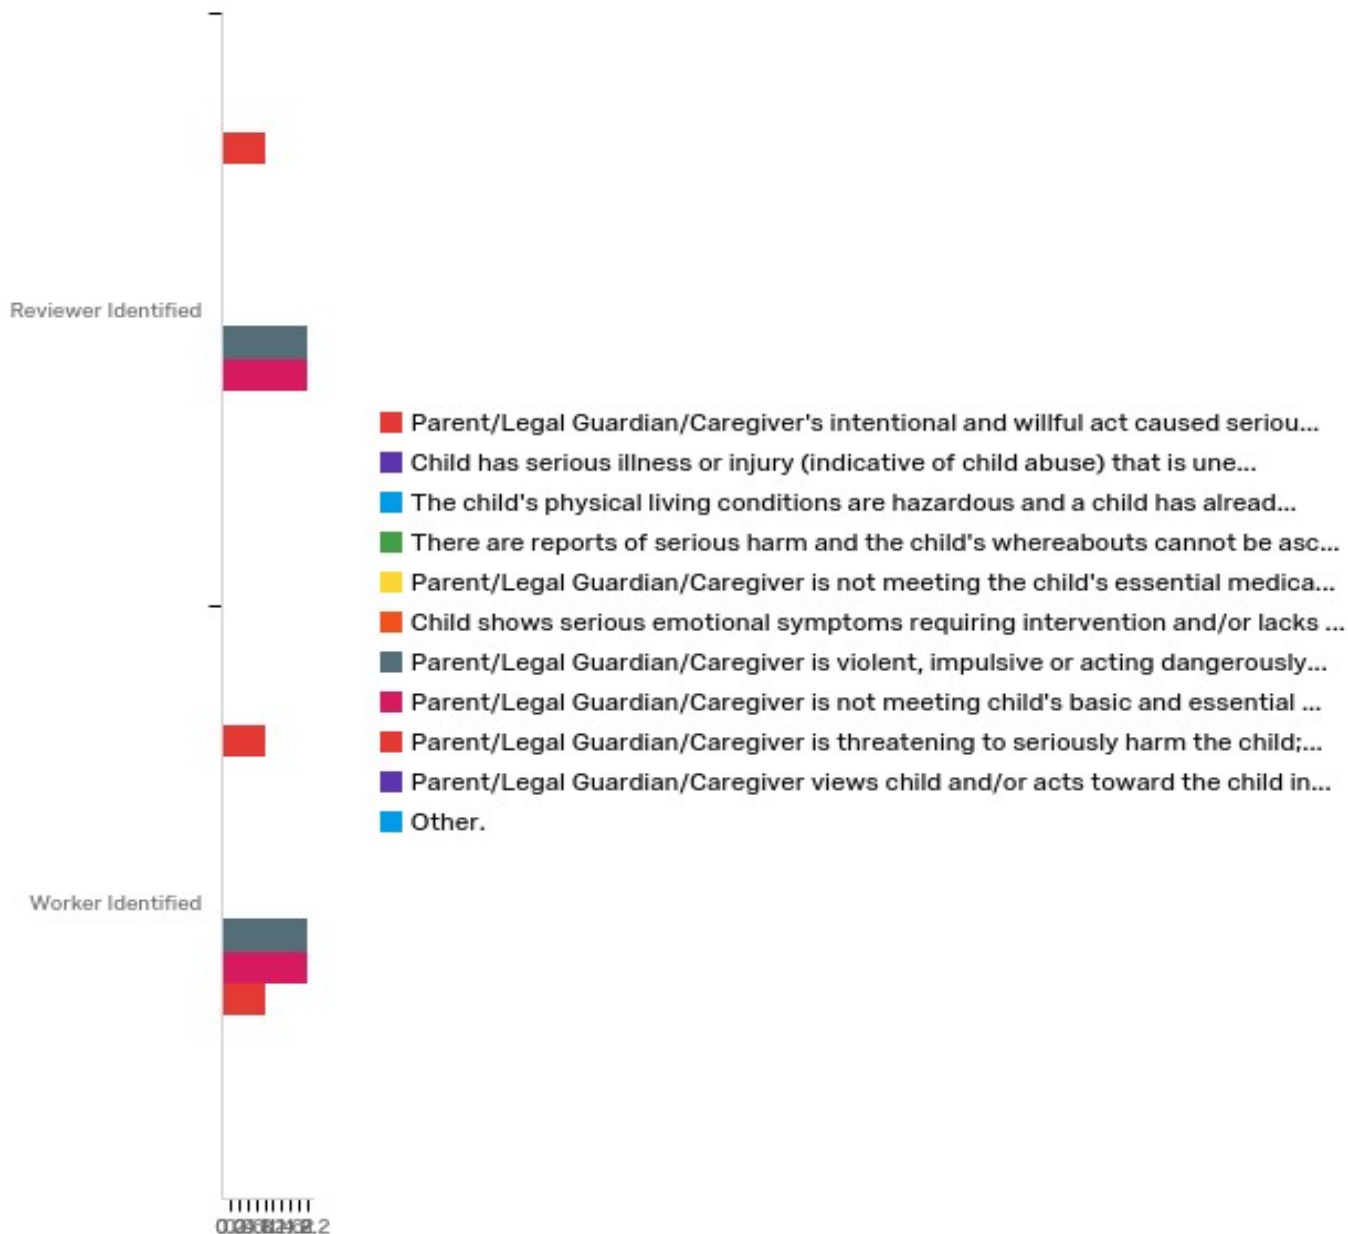 Reviewer Identified
Parent/Legal Guardian/Caregiver's intentional and willful act caused seriou...
Child has serious illness or injury (indicative of child abuse) that is une...
The child's physical living conditions are hazardous and a child has alread...
There are reports of serious harm and the child's whereabouts cannot be asc...
Parent/Legal Guardian/Caregiver is not meeting the child's essential medica...
Child shows serious emotional symptoms requiring intervention and/or lacks ...
Parent/Legal Guardian/Caregiver is violent, impulsive or acting dangerously...
Parent/Legal Guardian/Caregiver is not meeting child's basic and essential ...
Parent/Legal Guardian/Caregiver is threatening to seriously harm the child;...
Parent/Legal Guardian/Caregiver views child and/or acts toward the child in...
Other.
Worker Identified